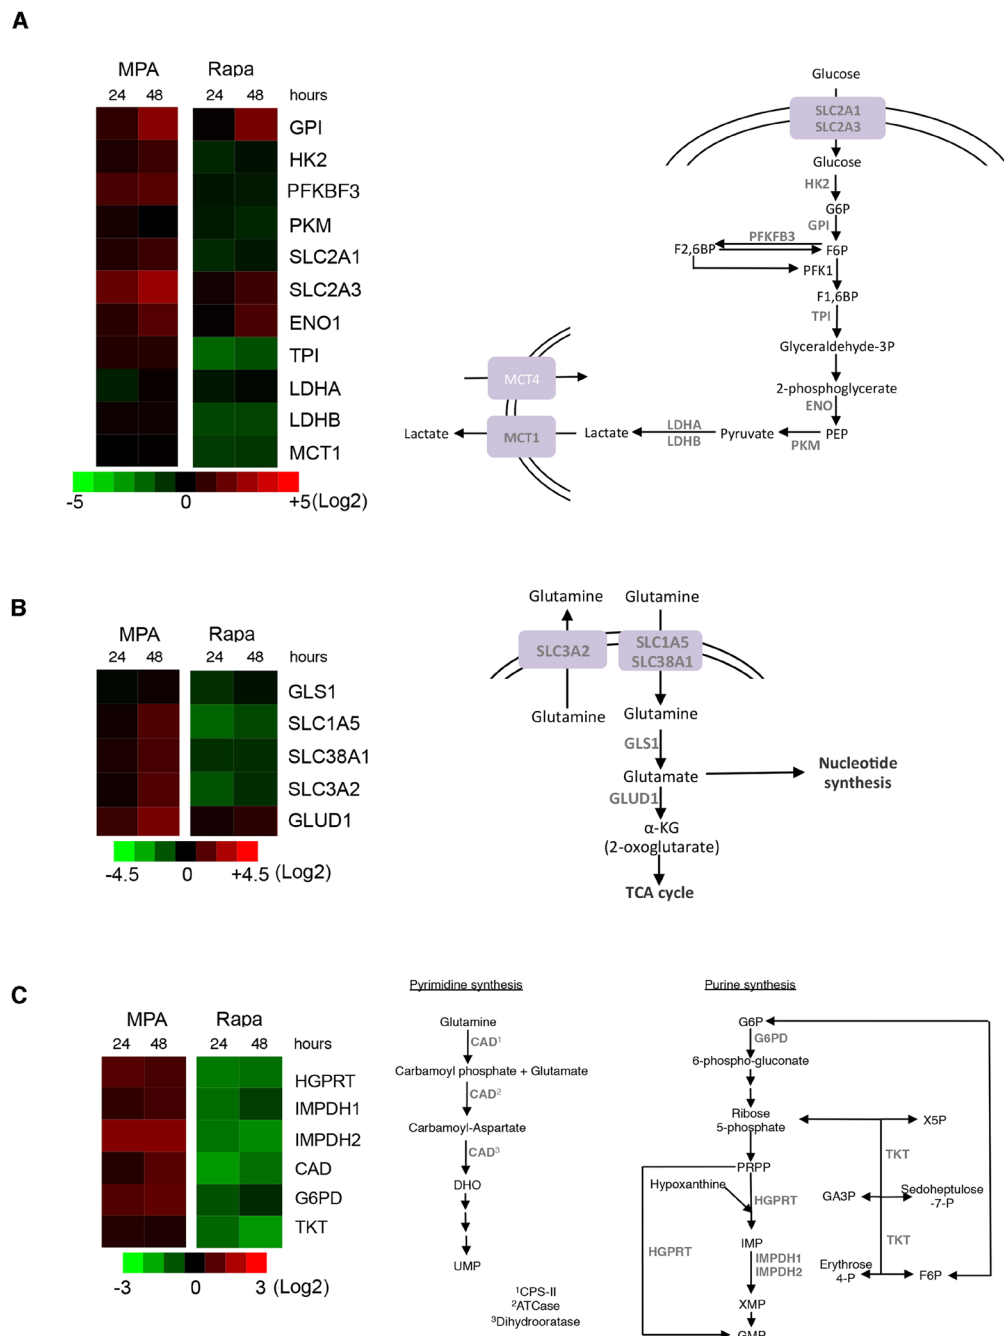 A
MPA Rapa
24 48 24 48 hours
GPI
HK2
PFKBF3
PKM
SLC2A1
SLC2A3
ENO1
TPI
LDHA
LDHB
MCT1
-5 0 +5(Log2)
Glucose
SLC2A1
SLC2A3
Glucose
HK2
G6P
GPI
PFKFB3
F2,6BP F6P
PFK1
F1,6BP
TPI
Glyceraldehyde-3P
2-phosphoglycerate
ENO
PEP
PKM
Pyruvate
LDHA
LDHB
Lactate
MCT4
MCT1
Lactate
B
MPA Rapa
24 48 24 48 hours
GLS1
SLC1A5
SLC38A1
SLC3A2
GLUD1
-4.5 0 +4.5 (Log2)
Glutamine Glutamine
SLC3A2
SLC1A5
SLC38A1
Glutamine Glutamine
GLS1
Glutamate
Nucleotide
synthesis
GLUD1
α-KG
(2-oxoglutarate)
TCA cycle
C
MPA Rapa
24 48 24 48 hours
HGPRT
IMPDH1
IMPDH2
CAD
G6PD
TKT
-3 0 3 (Log2)
Pyrimidine synthesis
Glutamine
CAD¹
Carbamoyl phosphate + Glutamate
CAD²
Carbamoyl-Aspartate
CAD³
DHO
UMP
¹CPS-II
²ATCase
³Dihydrooratase
Purine synthesis
G6P
G6PD
6-phospho-gluconate
Ribose
5-phosphate
X5P
TKT
PRPP
Hypoxanthine
HGPRT
GA3P
Sedoheptulose
-7-P
TKT
IMP
HGPRT
IMPDH1
IMPDH2
Erythrose
4-P
F6P
XMP
GMP